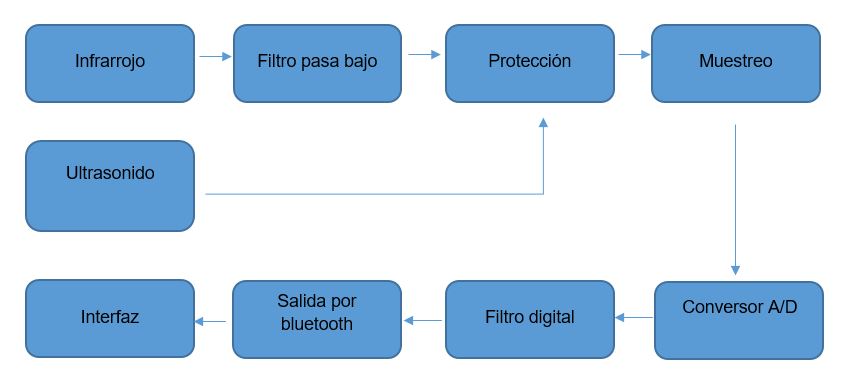 Infrarrojo
Filtro pasa bajo
Protección
Muestreo
Ultrasonido
Interfaz
Salida por
bluetooth
Filtro digital
Conversor A/D